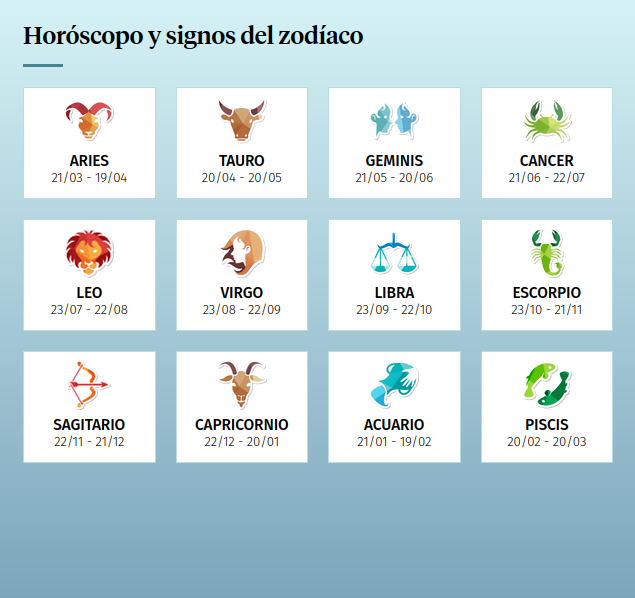 Horóscopo y signos del zodíaco
ARIES
21/03 - 19/04
TAURO
20/04 - 20/05
GEMINIS
21/05 - 20/06
CANCER
21/06 - 22/07
LEO
23/07 - 22/08
VIRGO
23/08 - 22/09
LIBRA
23/09 - 22/10
ESCORPIO
23/10 - 21/11
SAGITARIO
22/11 - 21/12
CAPRICORNIO
22/12 - 20/01
ACUARIO
21/01 - 19/02
PISCIS
20/02 - 20/03